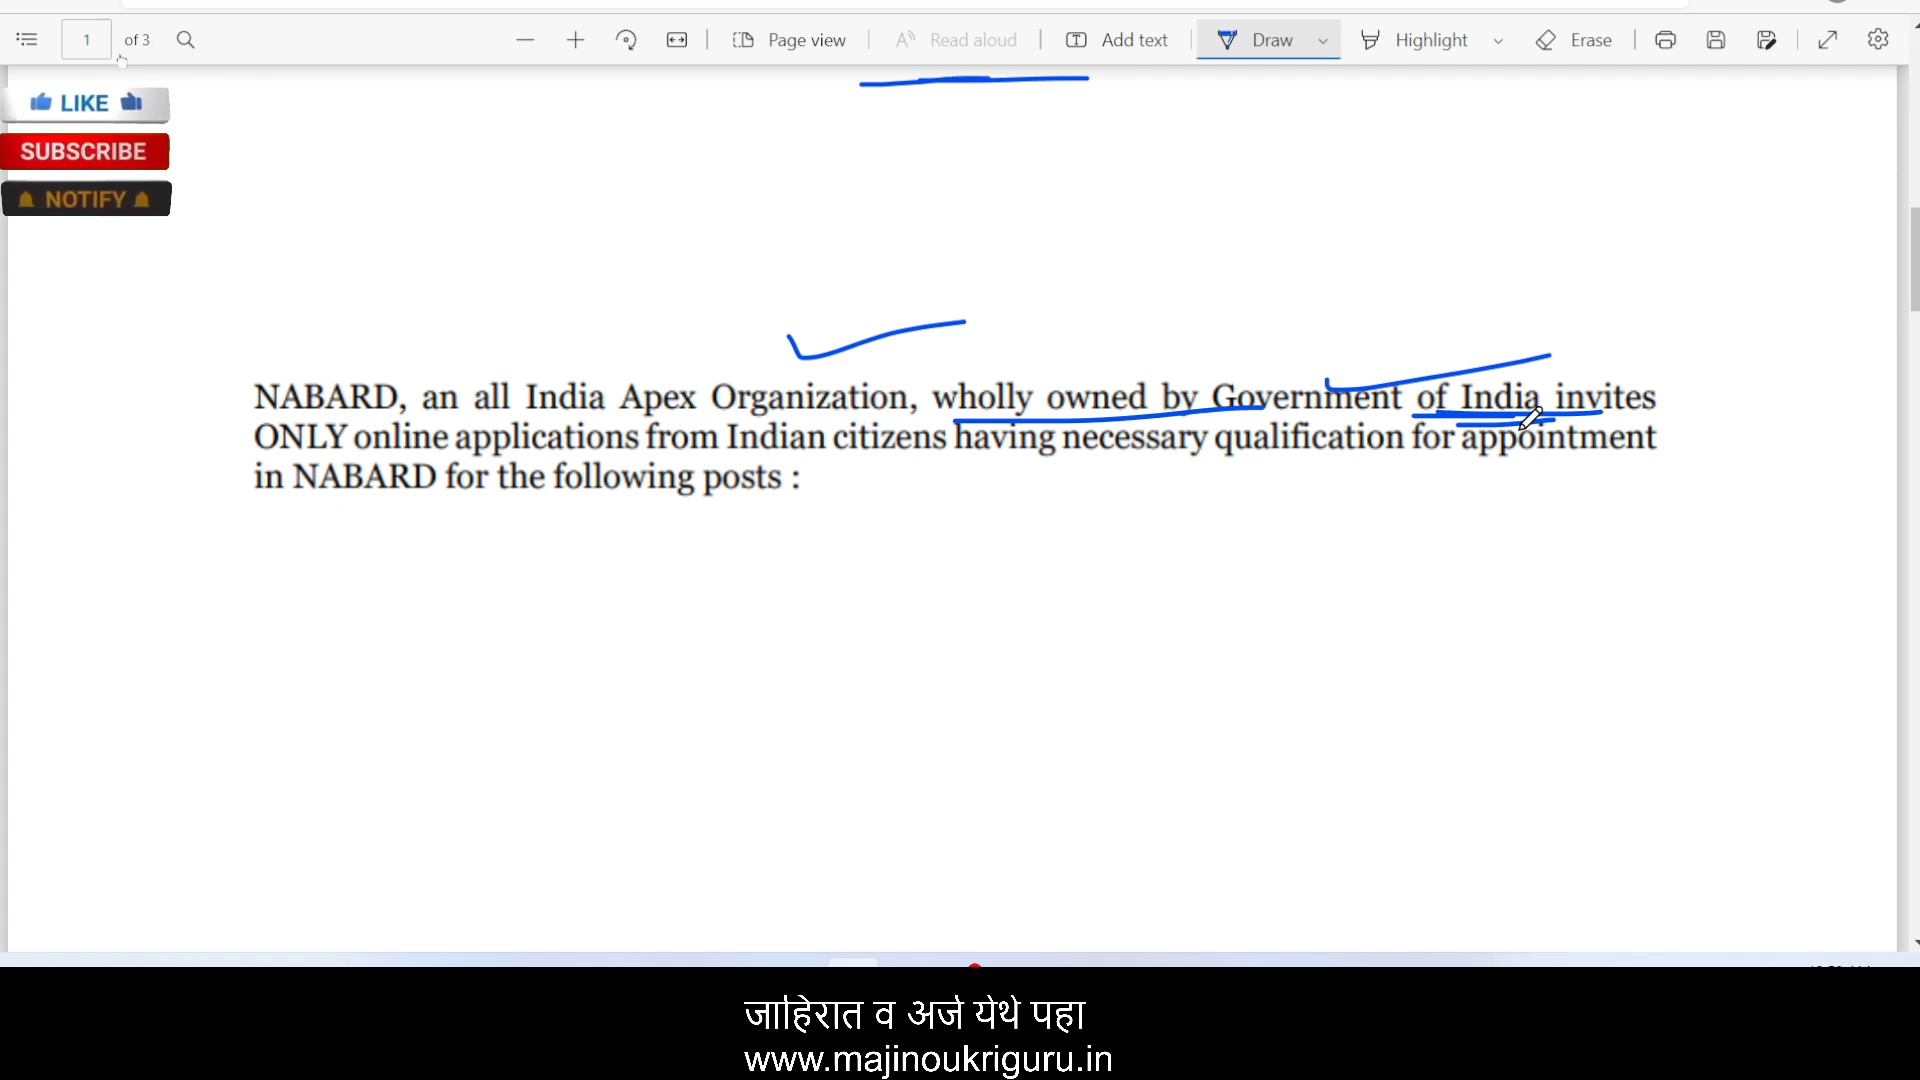 1 of 3 Page view Read aloud Add text Draw Highlight Erase
LIKE
SUBSCRIBE
NOTIFY
NABARD, an all India Apex Organization, wholly owned by Government of India invites
ONLY online applications from Indian citizens having necessary qualification for appointment
in NABARD for the following posts :
जाहिरात व अर्ज येथे पहा
www.majinoukriguru.in